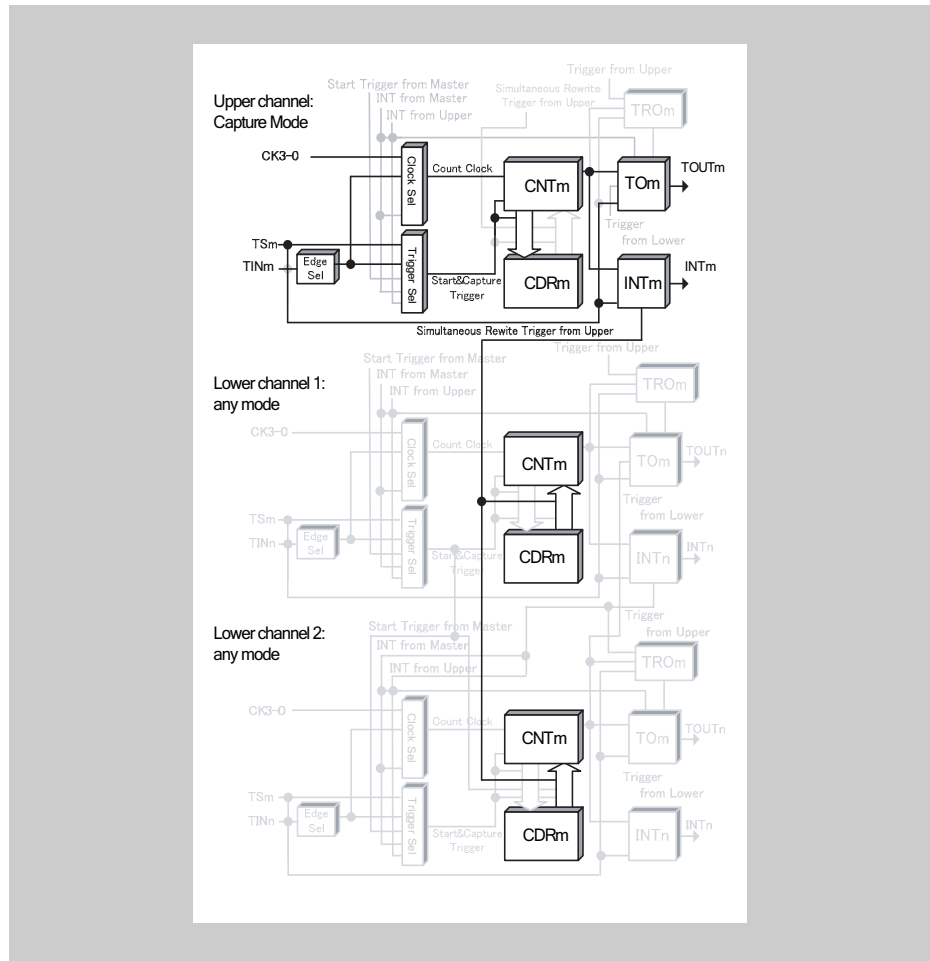 Trigger from Upper
Start Trigger from Master
Simultaneous Rewrite
Trigger from Upper
INT from Master
INT from Upper
Upper channel:
Capture Mode
TROm
CK3-0
Clock Sel
Count Clock
CNTm
TOm
TOUTm
Trigger
from Lower
TSm
TINm
Edge
Sel
Trigger Sel
Start&Capture
Trigger
CDRm
INTm
INTm
Simultaneous Rewite Trigger from Upper
Trigger from Upper
Start Trigger from Master
INT from Master
INT from Upper
Lower channel 1:
any mode
TROm
CK3-0
Clock Sel
Count Clock
CNTm
TOm
TOUTn
Trigger
from Lower
TSm
TINn
Edge
Sel
Trigger Sel
Start&Capture
Trigger
CDRm
INTn
INTn
Trigger
from Upper
Start Trigger from Master
INT from Master
INT from Upper
Lower channel 2:
any mode
TROm
CK3-0
Clock Sel
Count Clock
CNTm
TOm
TOUTn
Trigger
from Lower
TSm
TINn
Edge
Sel
Trigger Sel
Start&Capture
Trigger
CDRm
INTn
INTn